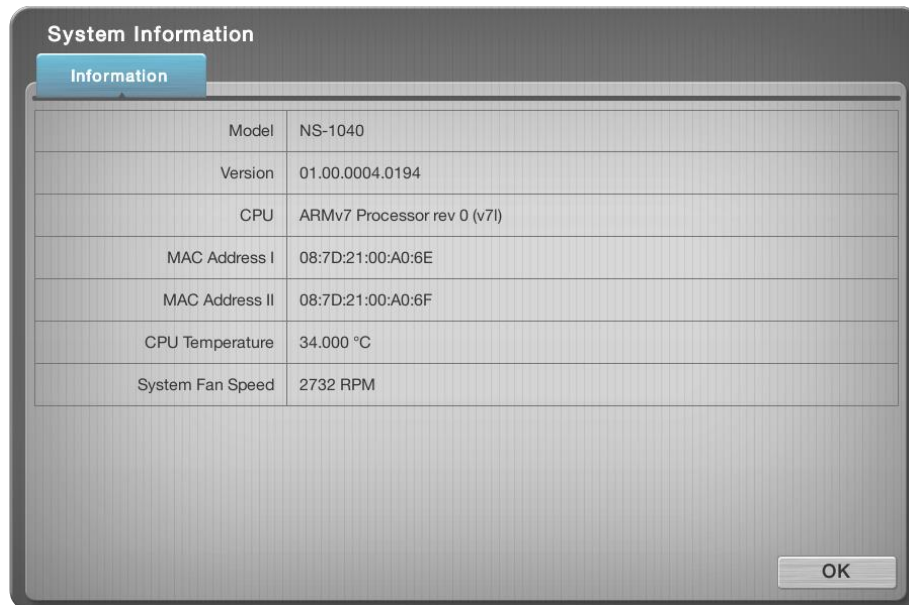 System Information
Information
Model NS-1040
Version 01.00.0004.0194
CPU ARMv7 Processor rev 0 (v7l)
MAC Address I 08:7D:21:00:A0:6E
MAC Address II 08:7D:21:00:A0:6F
CPU Temperature 34.000 °C
System Fan Speed 2732 RPM
OK